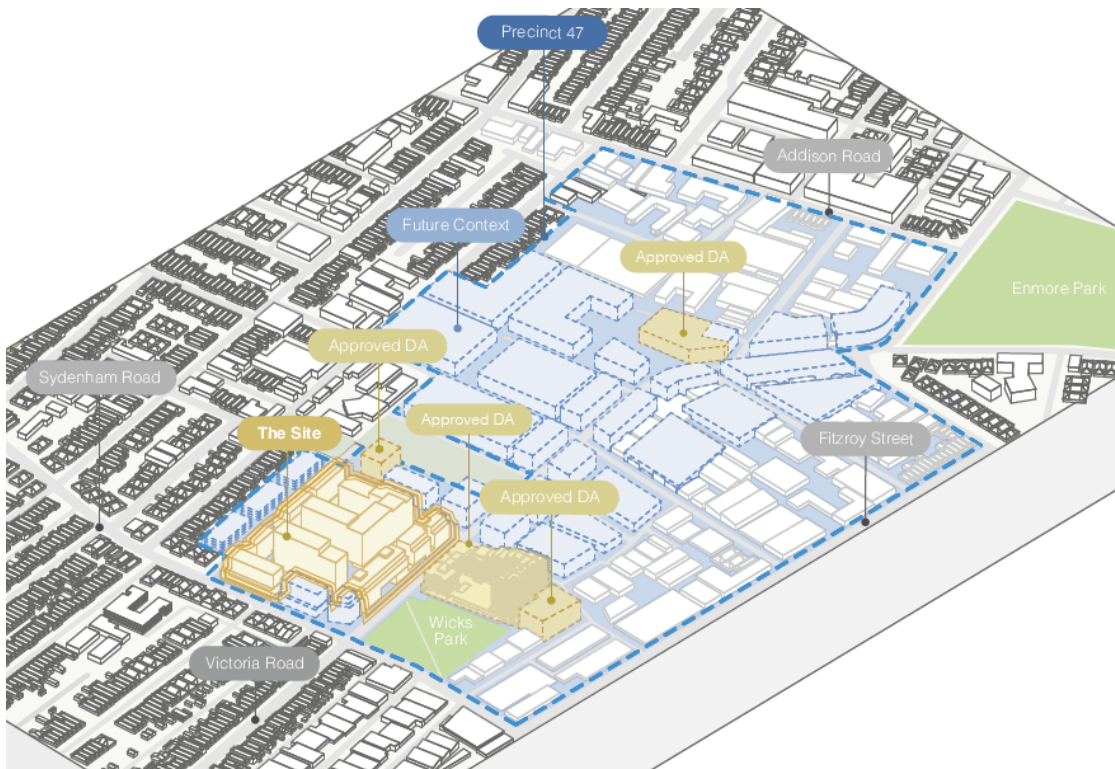 Precinct 47
Addison Road
Future Context
Approved DA
Enmore Park
Approved DA
Sydenham Road
Approved DA
The Site
Fitzroy Street
Approved DA
Wicks
Park
Victoria Road